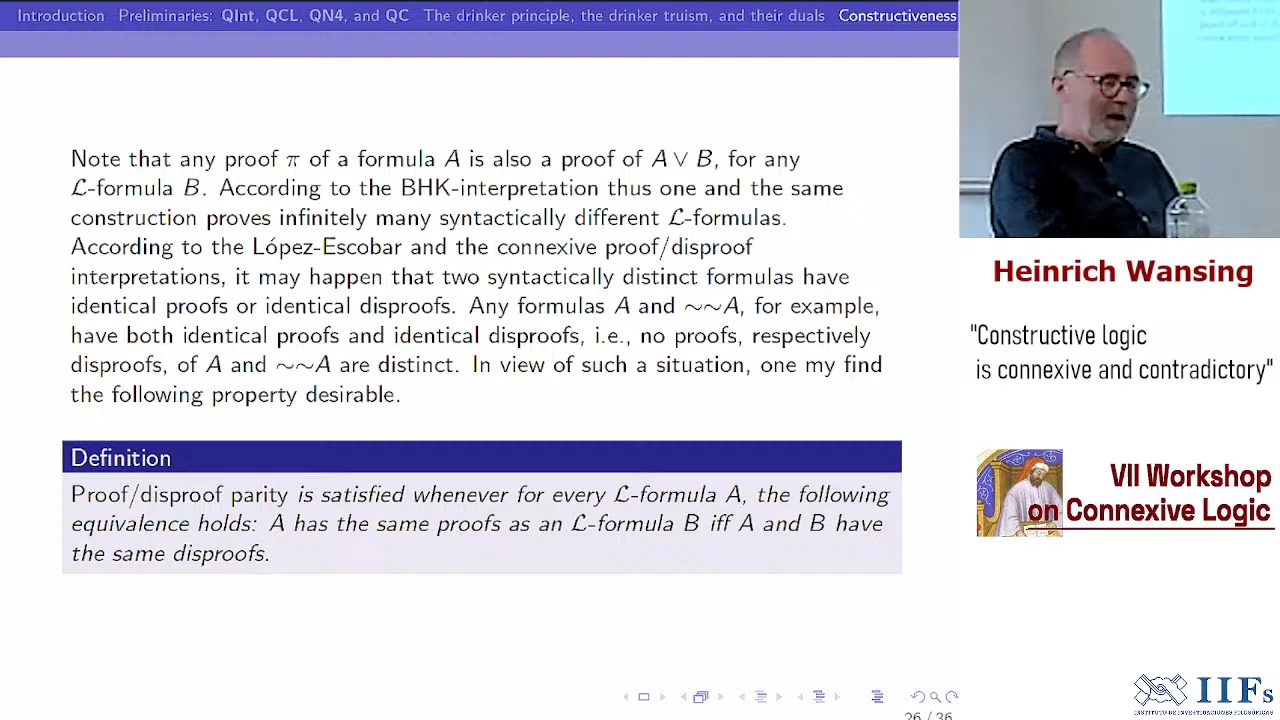 Introduction Preliminaries: QInt, QCL, QN4, and QC The drinker principle, the drinker truism, and their duals Constructiveness
Note that any proof π of a formula A is also a proof of A ∨ B, for any
ℒ-formula B. According to the BHK-interpretation thus one and the same
construction proves infinitely many syntactically different ℒ-formulas.
According to the López-Escobar and the connexive proof/disproof
interpretations, it may happen that two syntactically distinct formulas have
identical proofs or identical disproofs. Any formulas A and ∼∼A, for example,
have both identical proofs and identical disproofs, i.e., no proofs, respectively
disproofs, of A and ∼∼A are distinct. In view of such a situation, one my find
the following property desirable.
Definition
Proof/disproof parity is satisfied whenever for every ℒ-formula A, the following
equivalence holds: A has the same proofs as an ℒ-formula B iff A and B have
the same disproofs.
26 / 36
Heinrich Wansing
"Constructive logic
is connexive and contradictory"
VII Workshop
on Connexive Logic
IIFs
INSTITUTO DE INVESTIGACIONES FILOSÓFICAS